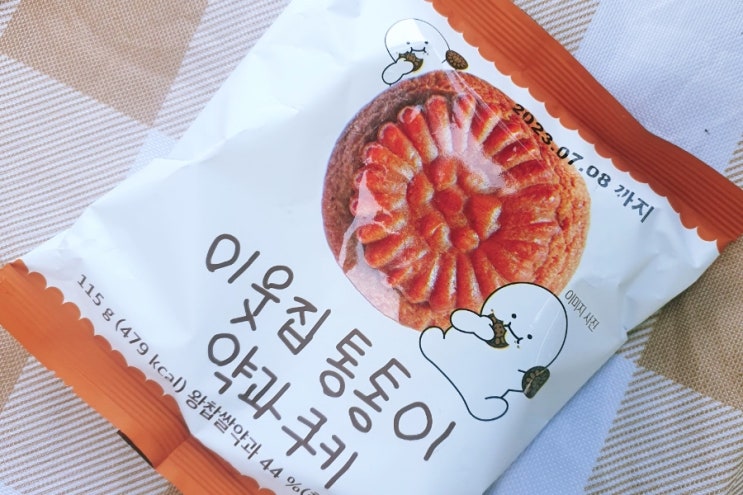 2023.07.08 까지
이미지 사진
이웃집 통통이
약과 쿠키
115 g (479 kcal) 왕찹쌀약과 44 %